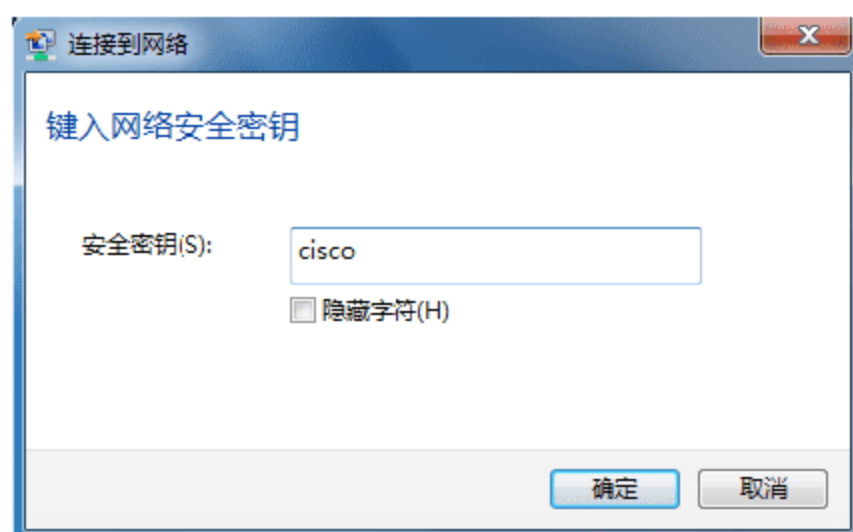 连接到网络
键入网络安全密钥
安全密钥(S):
cisco
隐藏字符(H)
确定
取消